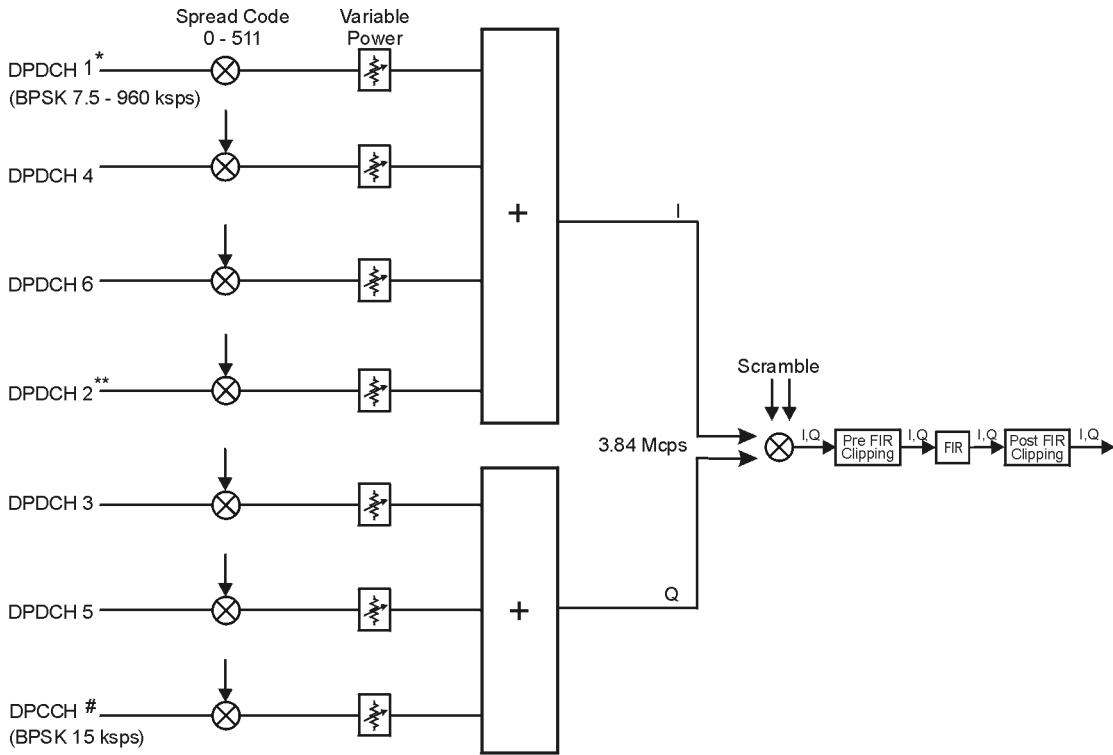 Spread Code
0 - 511
Variable
Power
DPDCH 1*
(BPSK 7.5 - 960 ksps)
DPDCH 4
DPDCH 6
DPDCH 2**
DPDCH 3
DPDCH 5
DPCCH #
(BPSK 15 ksps)
+
+
I
Q
3.84 Mcps
Scramble
I,Q
Pre FIR
Clipping
I,Q
FIR
I,Q
Post FIR
Clipping
I,Q